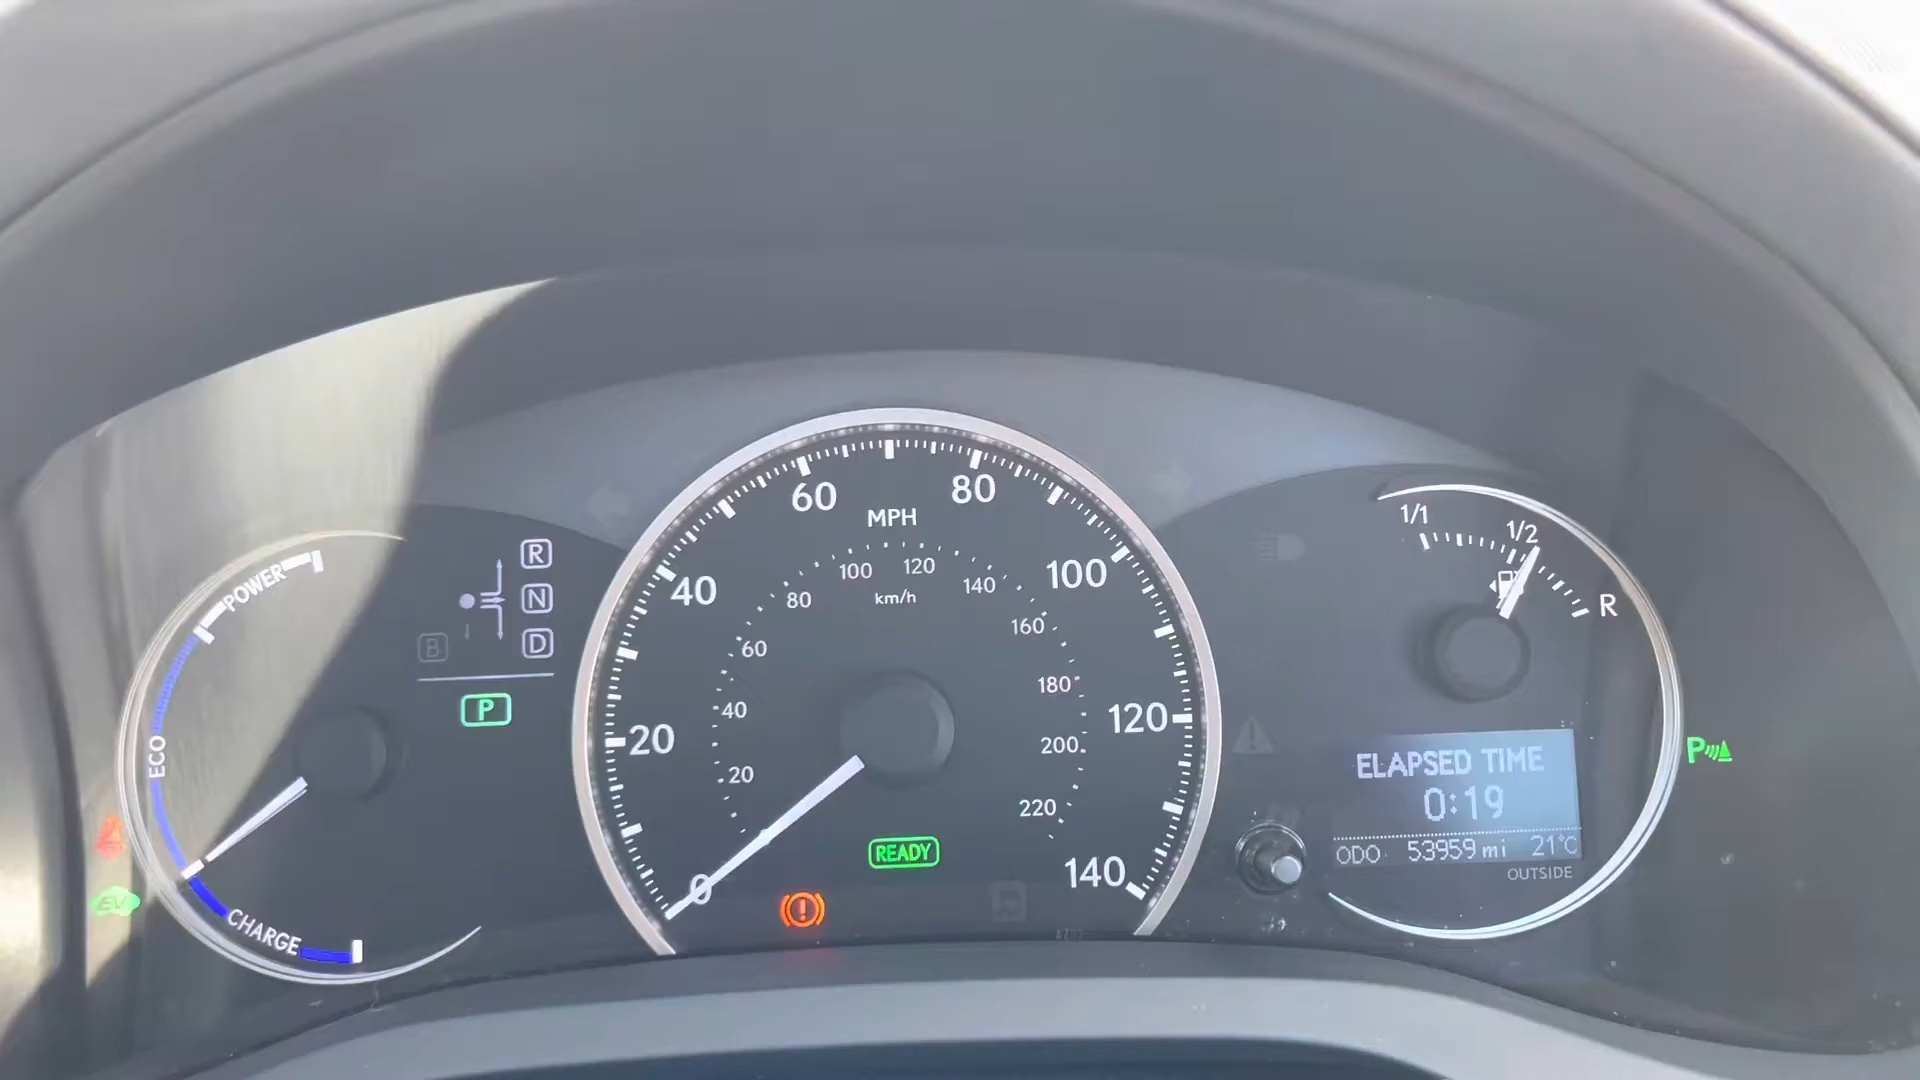 POWER
ECO
CHARGE
EV
R
N
D
B
P
0
20
40
60
80
100
120
140
MPH
20
40
60
80
100
120
140
160
180
200
220
km/h
READY
1/1
1/2
R
ELAPSED TIME
0:19
ODO 53959 mi 21°C
OUTSIDE
P